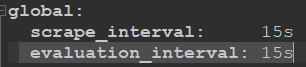 global:
  scrape_interval:     15s
  evaluation_interval: 15s